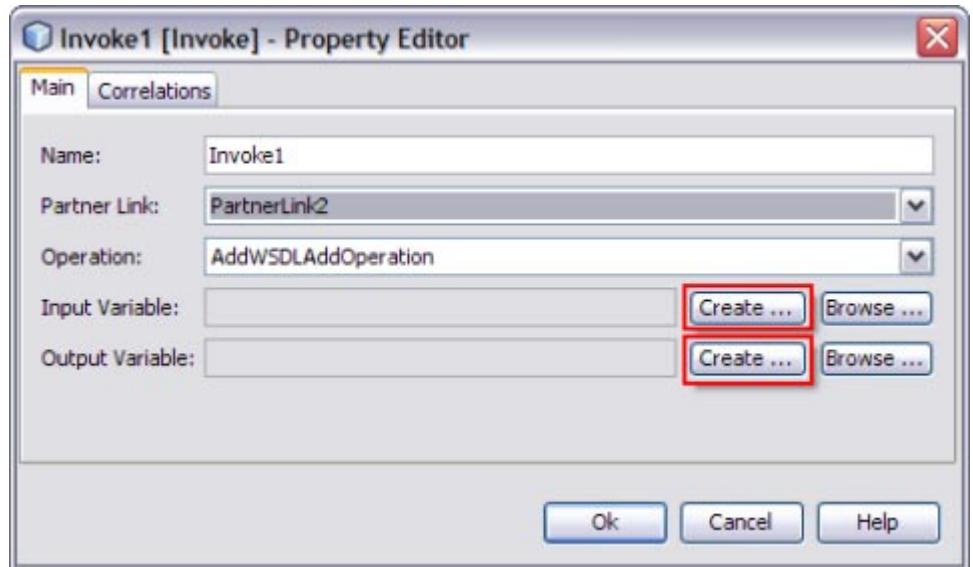 Invoke1 [Invoke] - Property Editor
Main Correlations
Name: Invoke1
Partner Link: PartnerLink2
Operation: AddWSDLAddOperation
Input Variable: Create ... Browse ...
Output Variable: Create ... Browse ...
Ok Cancel Help